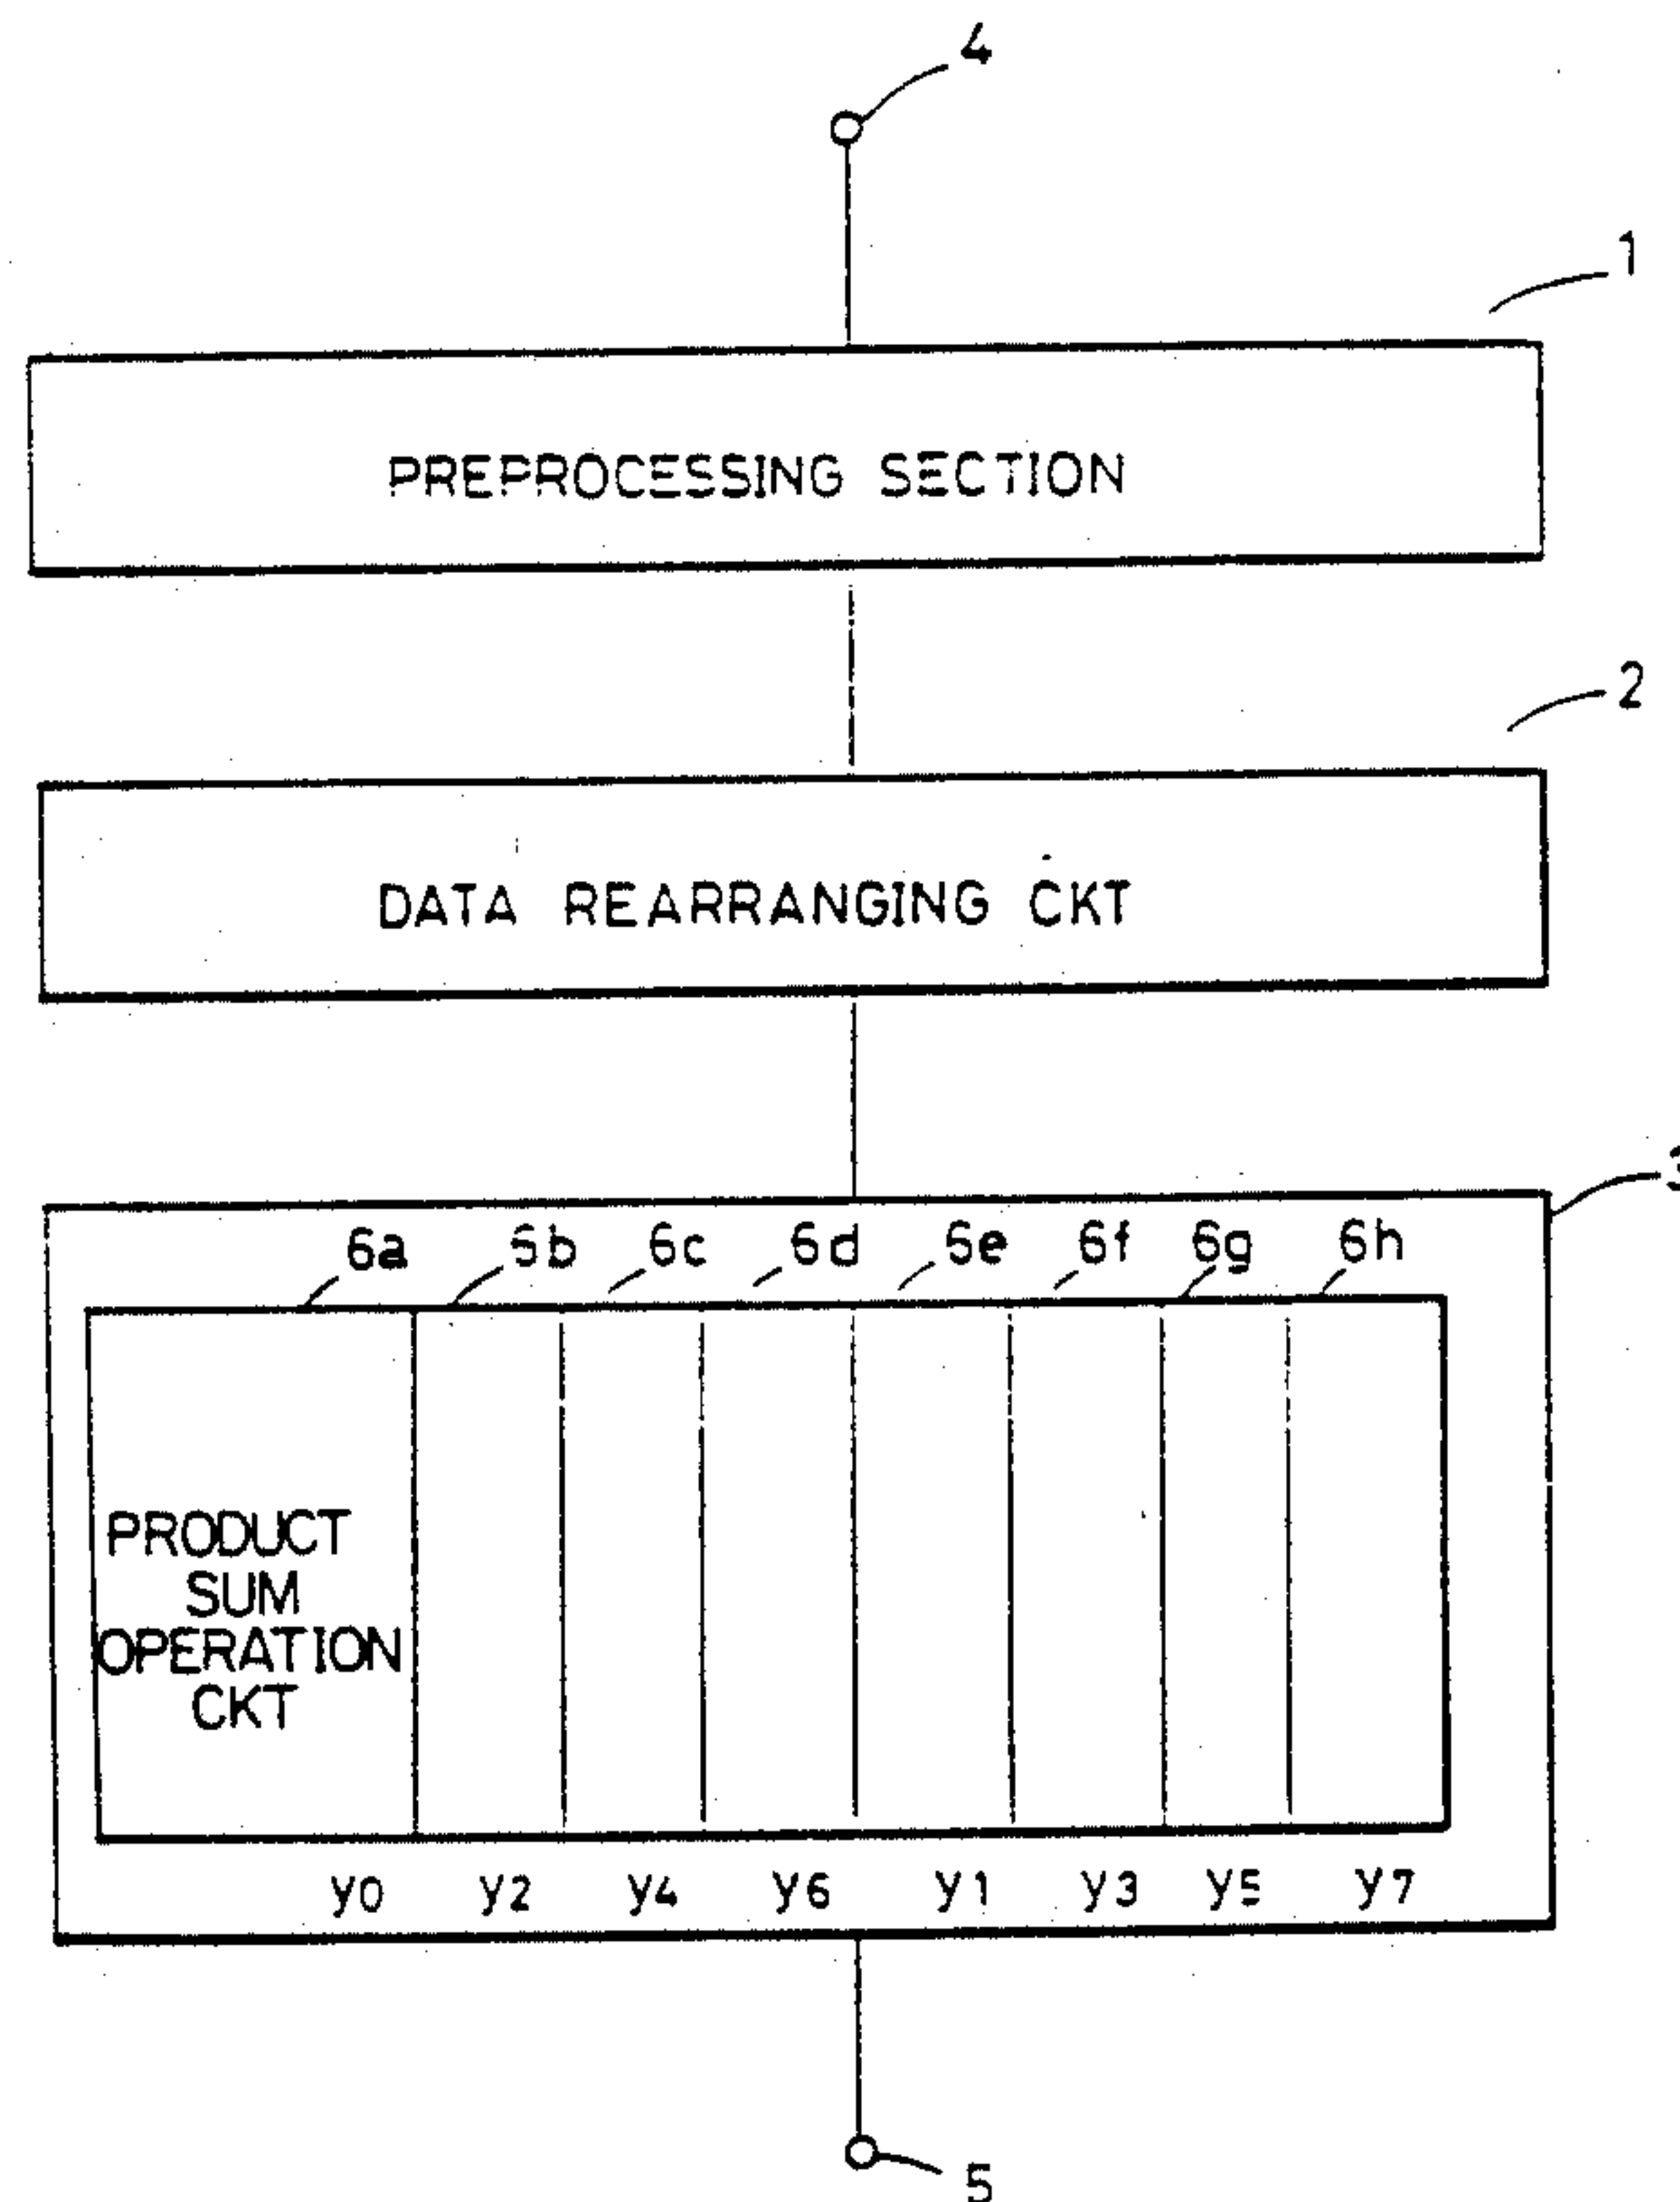 4
1
PREPROCESSING SECTION
2
DATA REARRANGING CKT
3
6a 6b 6c 6d 6e 6f 6g 6h
PRODUCT
SUM
OPERATION
CKT
y0 y2 y4 y6 y1 y3 y5 y7
5